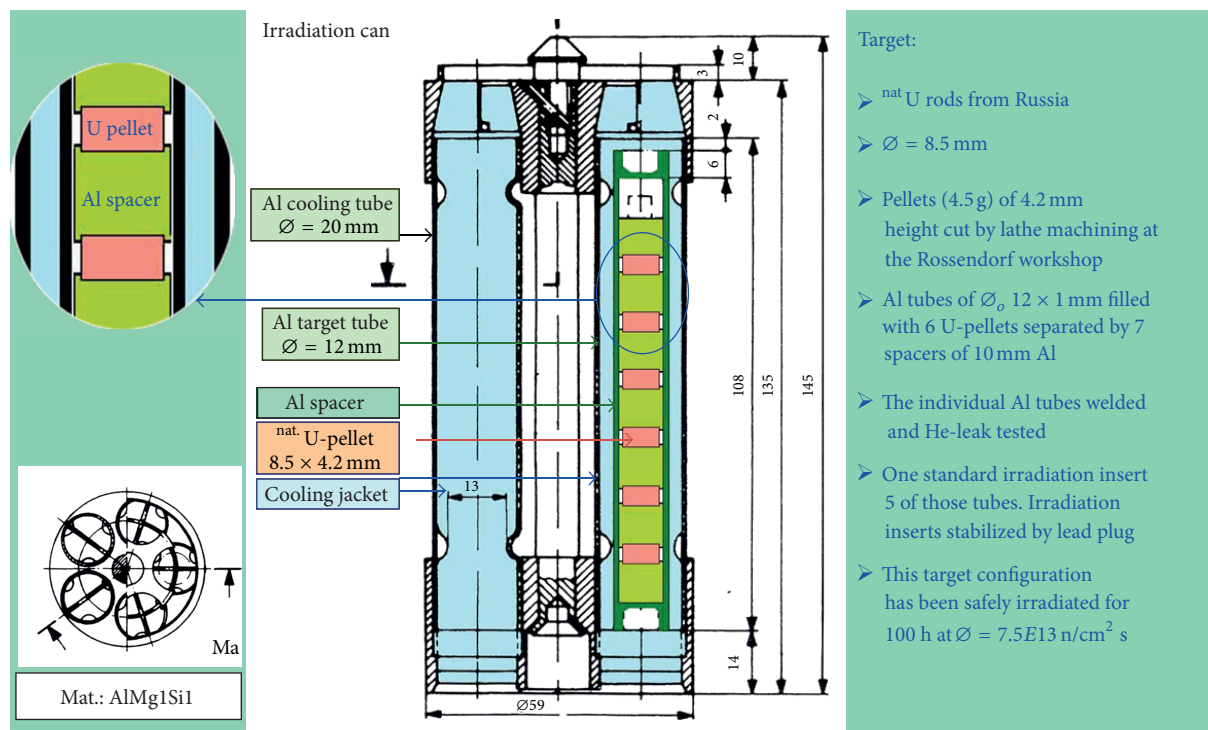 Irradiation can
U pellet
Al spacer
Al cooling tube
Ø = 20 mm
Al target tube
Ø = 12 mm
Al spacer
nat. U-pellet
8.5 × 4.2 mm
Cooling jacket
13
3
10
2
6
108
135
145
14
Ø59
Ma
Mat.: AlMg1Si1
Target:
➢ natU rods from Russia
➢ Ø = 8.5 mm
➢ Pellets (4.5 g) of 4.2 mm
height cut by lathe machining at
the Rossendorf workshop
➢ Al tubes of Øo 12 × 1 mm filled
with 6 U-pellets separated by 7
spacers of 10 mm Al
➢ The individual Al tubes welded
and He-leak tested
➢ One standard irradiation insert
5 of those tubes. Irradiation
inserts stabilized by lead plug
➢ This target configuration
has been safely irradiated for
100 h at Ø = 7.5E13 n/cm² s